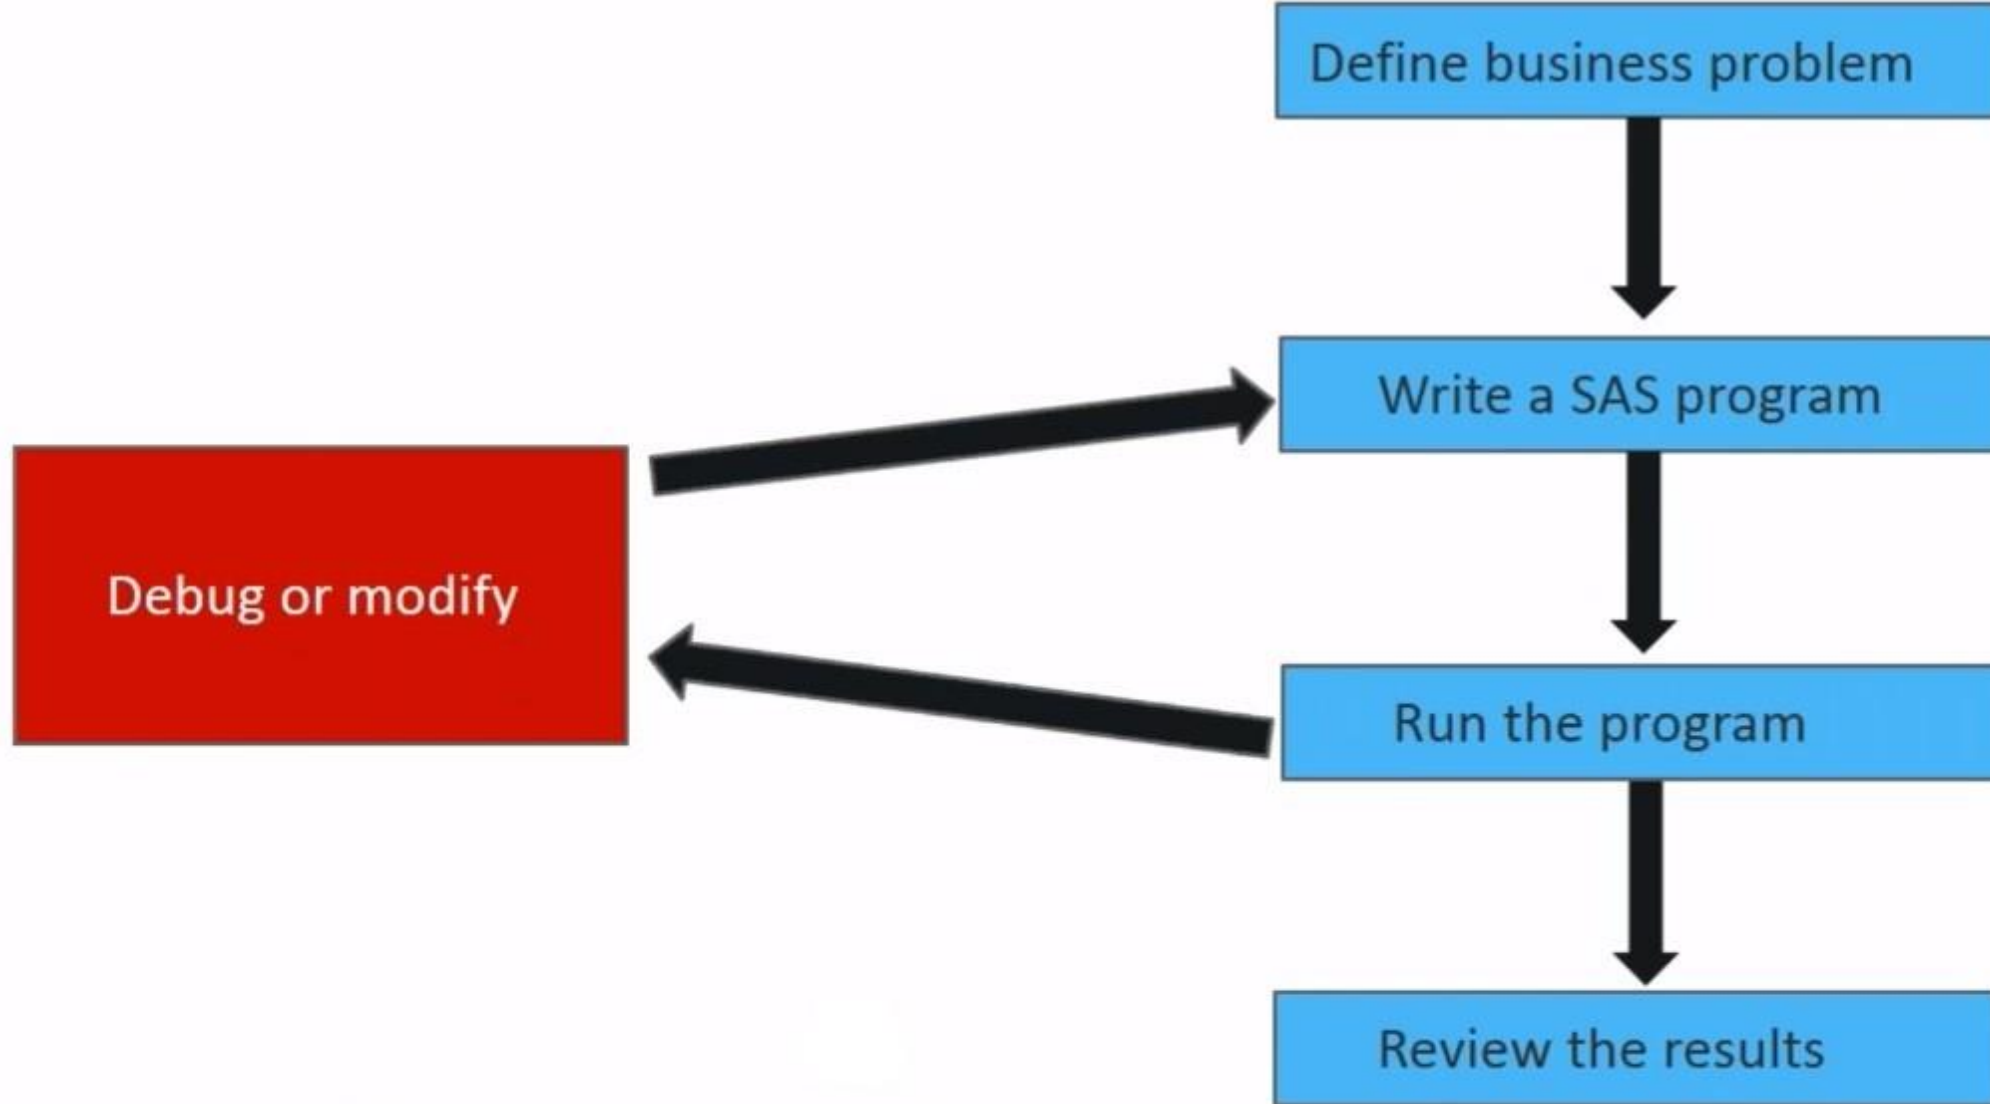 Define business problem
Write a SAS program
Debug or modify
Run the program
Review the results